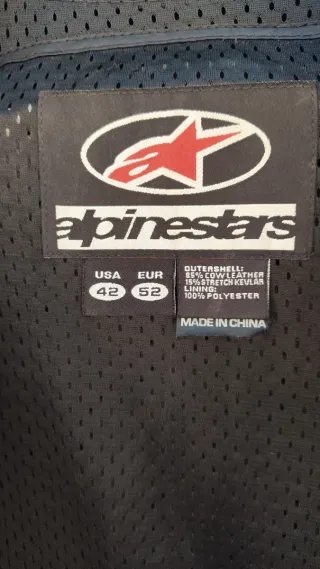 alpinestars
USA EUR
42 52
OUTERSHELL:
85% COW LEATHER
15% STRETCH KEVLAR
LINING:
100% POLYESTER
MADE IN CHINA